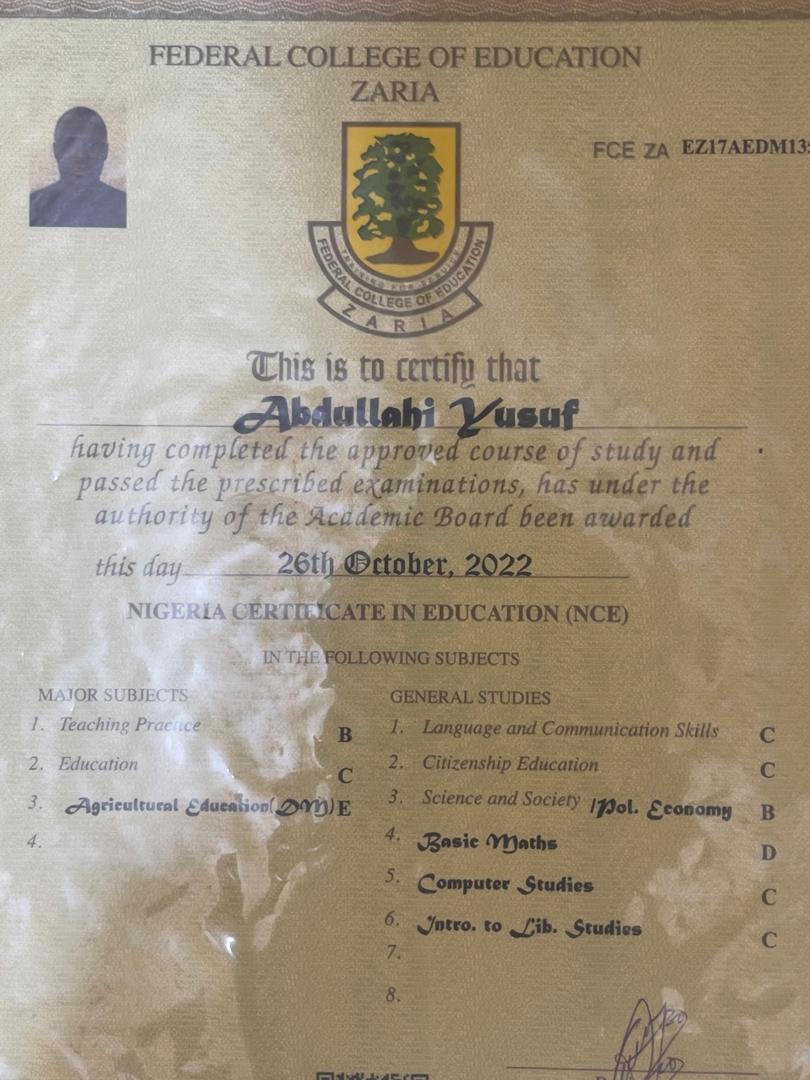 FEDERAL COLLEGE OF EDUCATION
ZARIA
FCE ZA EZ17AEDM135
TRAINING FOR SERVICE
FEDERAL COLLEGE OF EDUCATION
ZARIA
This is to certify that
Abdullahi Yusuf
having completed the approved course of study and
passed the prescribed examinations, has under the
authority of the Academic Board been awarded
this day 26th October, 2022
NIGERIA CERTIFICATE IN EDUCATION (NCE)
IN THE FOLLOWING SUBJECTS
MAJOR SUBJECTS
1. Teaching Practice B
2. Education C
3. Agricultural Education(DM) E
4.
GENERAL STUDIES
1. Language and Communication Skills C
2. Citizenship Education C
3. Science and Society /Pol. Economy B
4. Basic Maths D
5. Computer Studies C
6. Intro. to Lib. Studies C
7.
8.